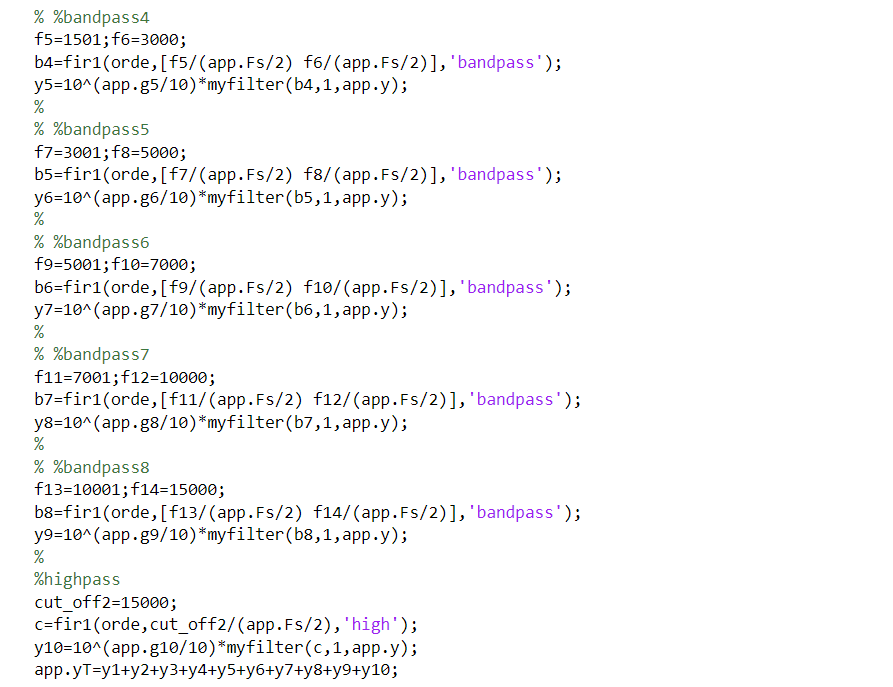 % %bandpass4
f5=1501;f6=3000;
b4=fir1(orde,[f5/(app.Fs/2) f6/(app.Fs/2)],'bandpass');
y5=10^(app.g5/10)*myfilter(b4,1,app.y);
%
% %bandpass5
f7=3001;f8=5000;
b5=fir1(orde,[f7/(app.Fs/2) f8/(app.Fs/2)],'bandpass');
y6=10^(app.g6/10)*myfilter(b5,1,app.y);
%
% %bandpass6
f9=5001;f10=7000;
b6=fir1(orde,[f9/(app.Fs/2) f10/(app.Fs/2)],'bandpass');
y7=10^(app.g7/10)*myfilter(b6,1,app.y);
%
% %bandpass7
f11=7001;f12=10000;
b7=fir1(orde,[f11/(app.Fs/2) f12/(app.Fs/2)],'bandpass');
y8=10^(app.g8/10)*myfilter(b7,1,app.y);
%
% %bandpass8
f13=10001;f14=15000;
b8=fir1(orde,[f13/(app.Fs/2) f14/(app.Fs/2)],'bandpass');
y9=10^(app.g9/10)*myfilter(b8,1,app.y);
%
%highpass
cut_off2=15000;
c=fir1(orde,cut_off2/(app.Fs/2),'high');
y10=10^(app.g10/10)*myfilter(c,1,app.y);
app.yT=y1+y2+y3+y4+y5+y6+y7+y8+y9+y10;